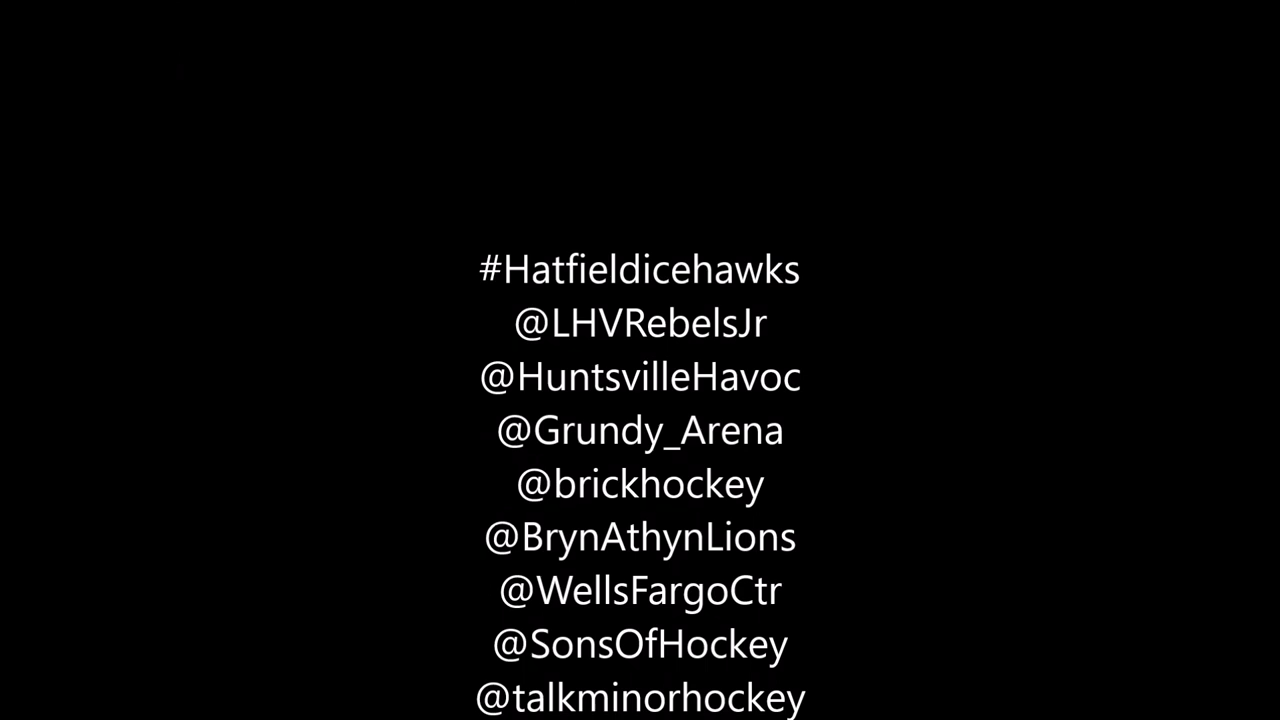 #Hatfieldicehawks
@LHVRebelsJr
@HuntsvilleHavoc
@Grundy_Arena
@brickhockey
@BrynAthynLions
@WellsFargoCtr
@SonsOfHockey
@talkminorhockey